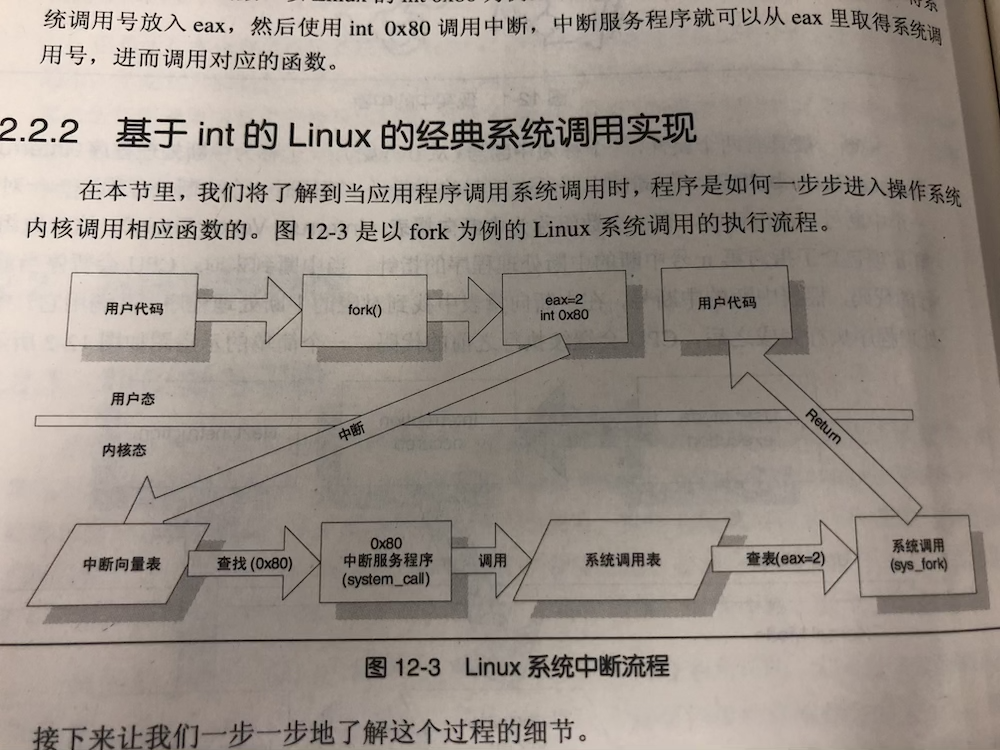 统调用号放入 eax，然后使用 int 0x80 调用中断，中断服务程序就可以从 eax 里取得系统调
用号，进而调用对应的函数。
2.2.2 基于 int 的 Linux 的经典系统调用实现
在本节里，我们将了解到当应用程序调用系统调用时，程序是如何一步步进入操作系统
内核调用相应函数的。图 12-3 是以 fork 为例的 Linux 系统调用的执行流程。
用户代码
fork()
eax=2
int 0x80
用户代码
用户态
内核态
中断
Return
中断向量表
查找 (0x80)
0x80
中断服务程序
(system_call)
调用
系统调用表
查表(eax=2)
系统调用
(sys_fork)
图 12-3 Linux 系统中断流程
接下来让我们一步一步地了解这个过程的细节。